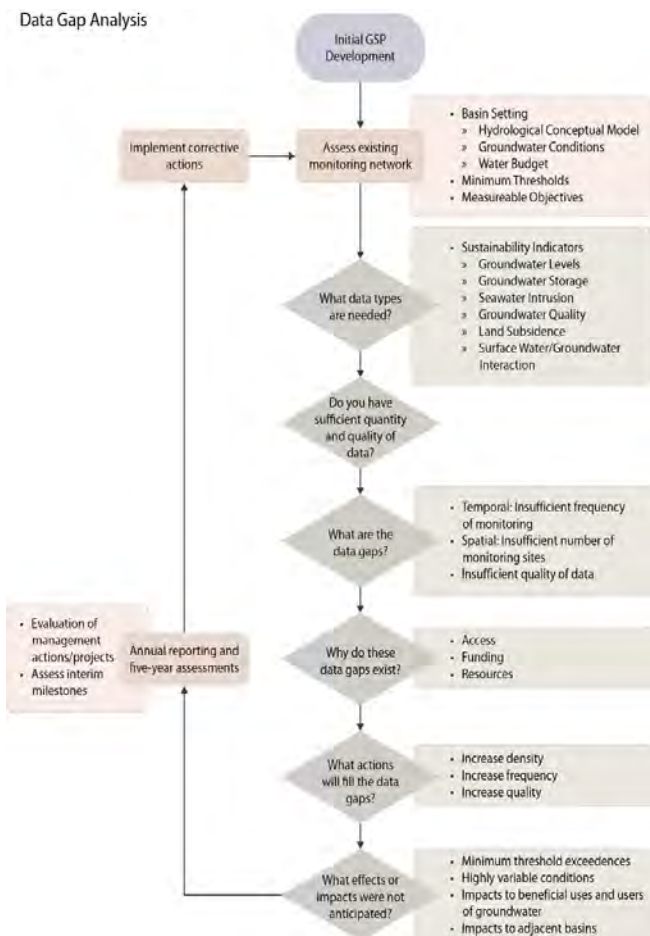 Data Gap Analysis
Initial GSP
Development
Implement corrective
actions
Assess existing
monitoring network
• Basin Setting
» Hydrological Conceptual Model
» Groundwater Conditions
» Water Budget
• Minimum Thresholds
• Measureable Objectives
What data types
are needed?
• Sustainability Indicators
» Groundwater Levels
» Groundwater Storage
» Seawater Intrusion
» Groundwater Quality
» Land Subsidence
» Surface Water/Groundwater
Interaction
Do you have
sufficient quantity
and quality of
data?
What are the
data gaps?
• Temporal: Insufficient frequency
of monitoring
• Spatial: Insufficient number of
monitoring sites
• Insufficient quality of data
• Evaluation of
management
actions/projects
• Assess interim
milestones
Annual reporting and
five-year assessments
Why do these
data gaps exist?
• Access
• Funding
• Resources
What actions
will fill the data
gaps?
• Increase density
• Increase frequency
• Increase quality
What effects or
impacts were not
anticipated?
• Minimum threshold exceedences
• Highly variable conditions
• Impacts to beneficial uses and users
of groundwater
• Impacts to adjacent basins